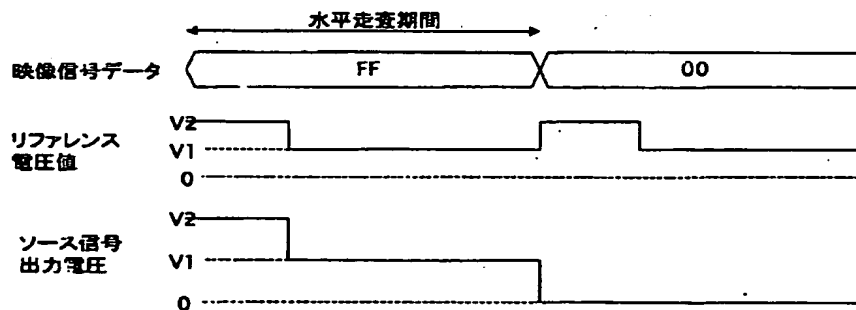 水平走査期間
映像信号データ
FF
00
リファレンス
電圧値
V2
V1
0
ソース信号
出力電圧
V2
V1
0